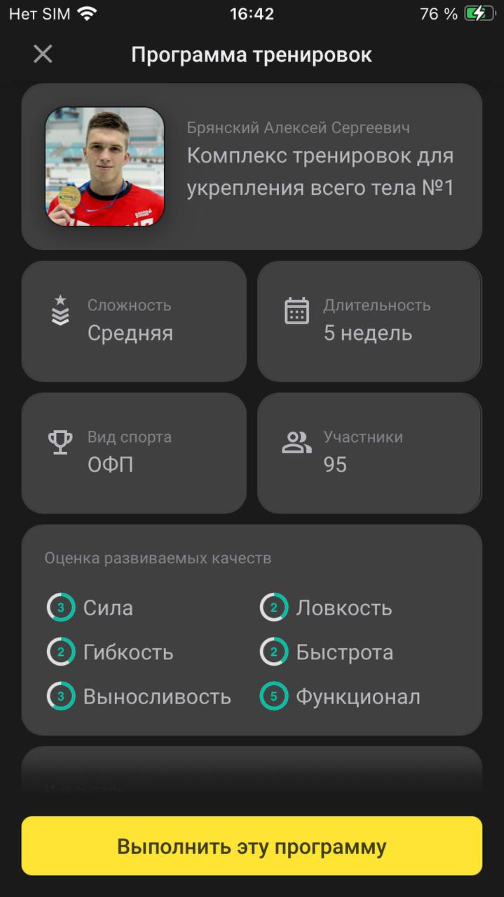 Нет SIM 16:42 76 %
Программа тренировок
Брянский Алексей Сергеевич
Комплекс тренировок для
укрепления всего тела №1
Сложность
Средняя
Длительность
5 недель
Вид спорта
ОФП
Участники
95
Оценка развиваемых качеств
3 Сила
2 Ловкость
2 Гибкость
2 Быстрота
3 Выносливость
5 Функционал
Выполнить эту программу